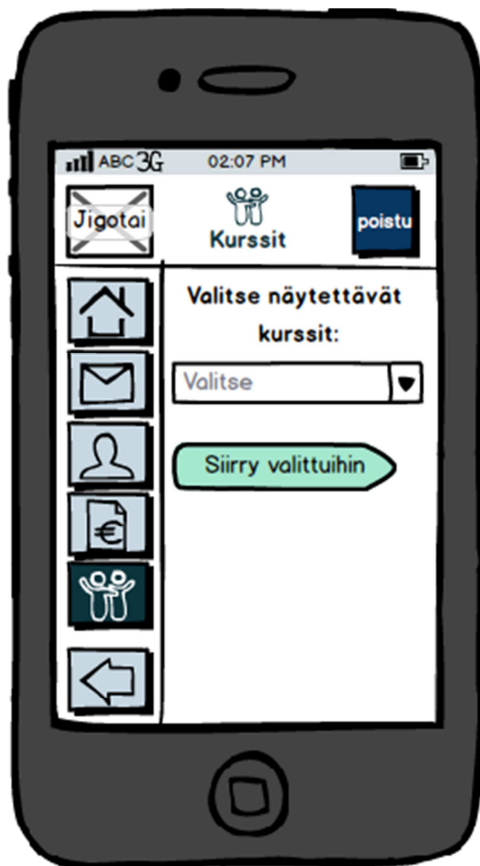 ABC 3G 02:07 PM
Jigotai
Kurssit
poistu
Valitse näytettävät
kurssit:
Valitse
Siirry valittuihin
€